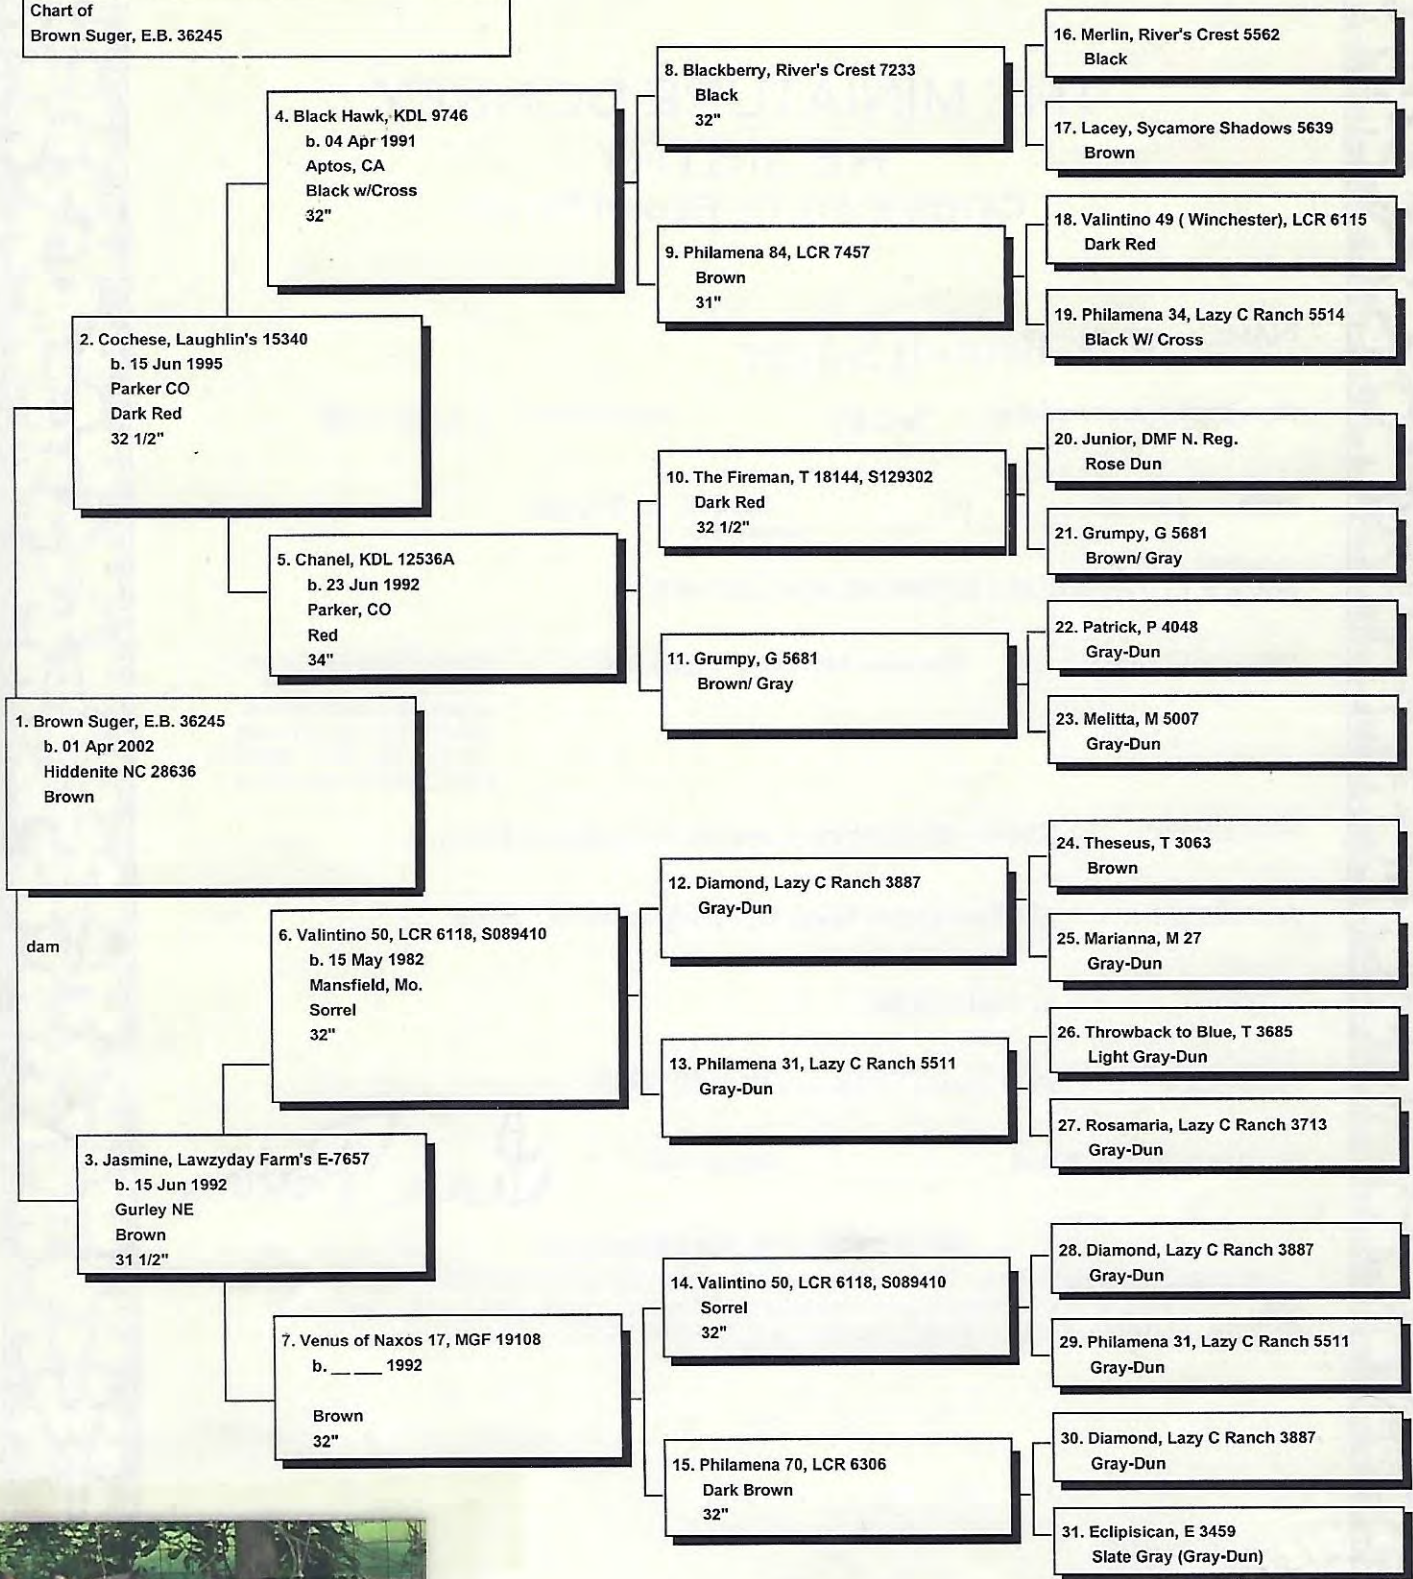 Chart of
Brown Suger, E.B. 36245
16. Merlin, River's Crest 5562
Black
8. Blackberry, River's Crest 7233
Black
32"
4. Black Hawk, KDL 9746
b. 04 Apr 1991
Aptos, CA
Black w/Cross
32"
17. Lacey, Sycamore Shadows 5639
Brown
18. Valintino 49 ( Winchester), LCR 6115
Dark Red
9. Philamena 84, LCR 7457
Brown
31"
19. Philamena 34, Lazy C Ranch 5514
Black W/ Cross
2. Cochese, Laughlin's 15340
b. 15 Jun 1995
Parker CO
Dark Red
32 1/2"
20. Junior, DMF N. Reg.
Rose Dun
10. The Fireman, T 18144, S129302
Dark Red
32 1/2"
21. Grumpy, G 5681
Brown/ Gray
5. Chanel, KDL 12536A
b. 23 Jun 1992
Parker, CO
Red
34"
22. Patrick, P 4048
Gray-Dun
11. Grumpy, G 5681
Brown/ Gray
23. Melitta, M 5007
Gray-Dun
1. Brown Suger, E.B. 36245
b. 01 Apr 2002
Hiddenite NC 28636
Brown
24. Theseus, T 3063
Brown
12. Diamond, Lazy C Ranch 3887
Gray-Dun
25. Marianna, M 27
Gray-Dun
6. Valintino 50, LCR 6118, S089410
b. 15 May 1982
Mansfield, Mo.
Sorrel
32"
dam
26. Throwback to Blue, T 3685
Light Gray-Dun
13. Philamena 31, Lazy C Ranch 5511
Gray-Dun
27. Rosamaria, Lazy C Ranch 3713
Gray-Dun
3. Jasmine, Lawzyday Farm's E-7657
b. 15 Jun 1992
Gurley NE
Brown
31 1/2"
28. Diamond, Lazy C Ranch 3887
Gray-Dun
14. Valintino 50, LCR 6118, S089410
Sorrel
32"
29. Philamena 31, Lazy C Ranch 5511
Gray-Dun
7. Venus of Naxos 17, MGF 19108
b. __ ___ 1992
Brown
32"
30. Diamond, Lazy C Ranch 3887
Gray-Dun
15. Philamena 70, LCR 6306
Dark Brown
32"
31. Eclipisican, E 3459
Slate Gray (Gray-Dun)